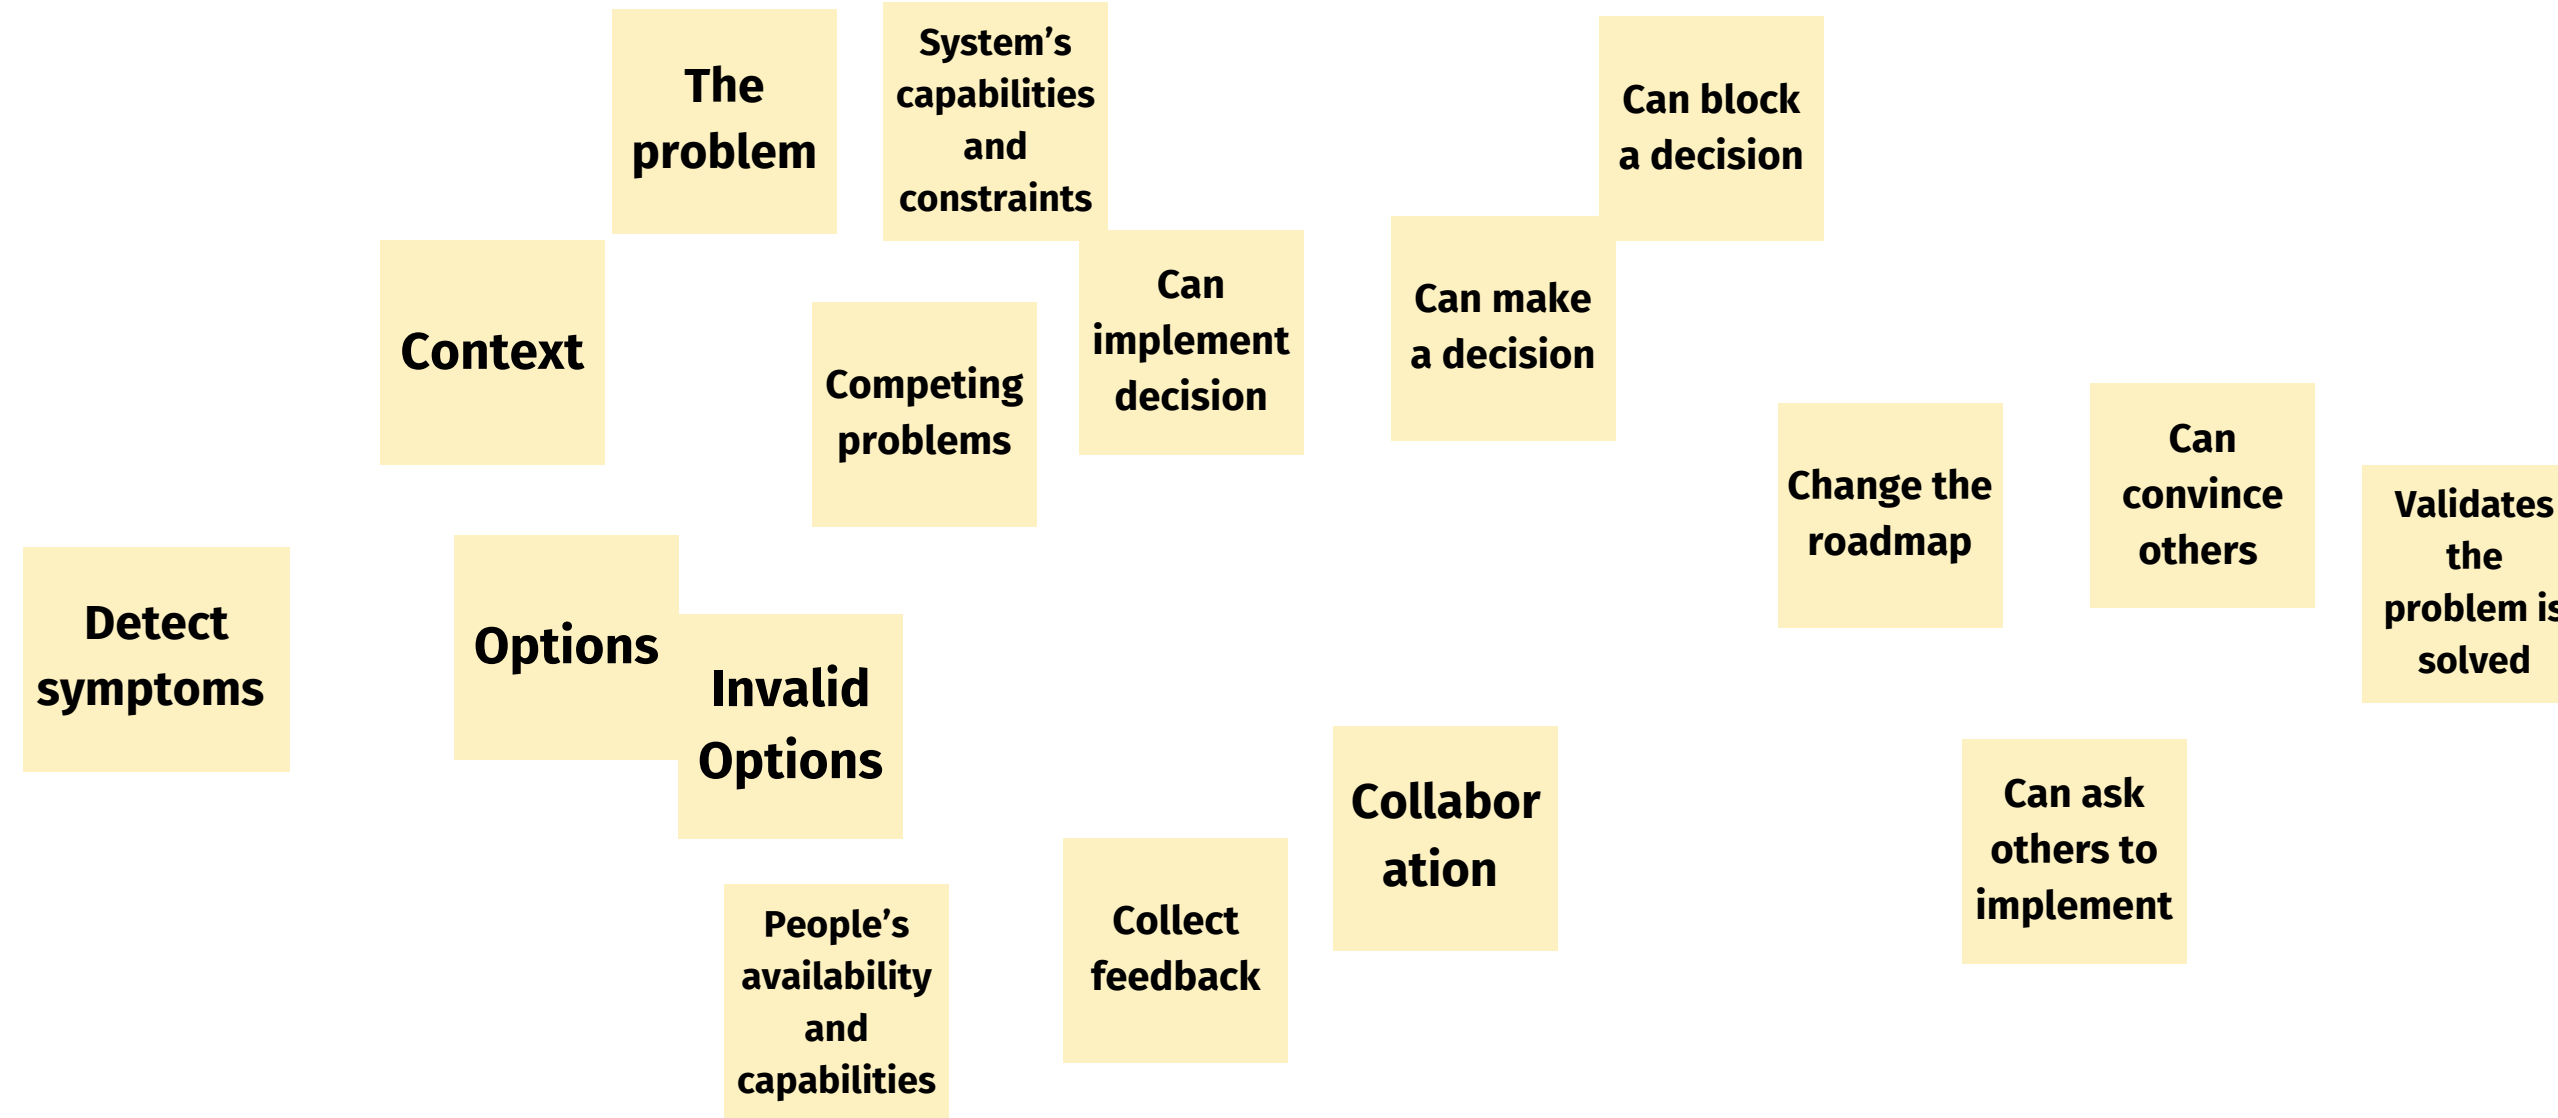 The
problem
System’s
capabilities
and
constraints
Can block
a decision
Context
Competing
problems
Can
implement
decision
Can make
a decision
Change the
roadmap
Can
convince
others
Validates
the
problem is
solved
Detect
symptoms
Options
Invalid
Options
People’s
availability
and
capabilities
Collect
feedback
Collabor
ation
Can ask
others to
implement